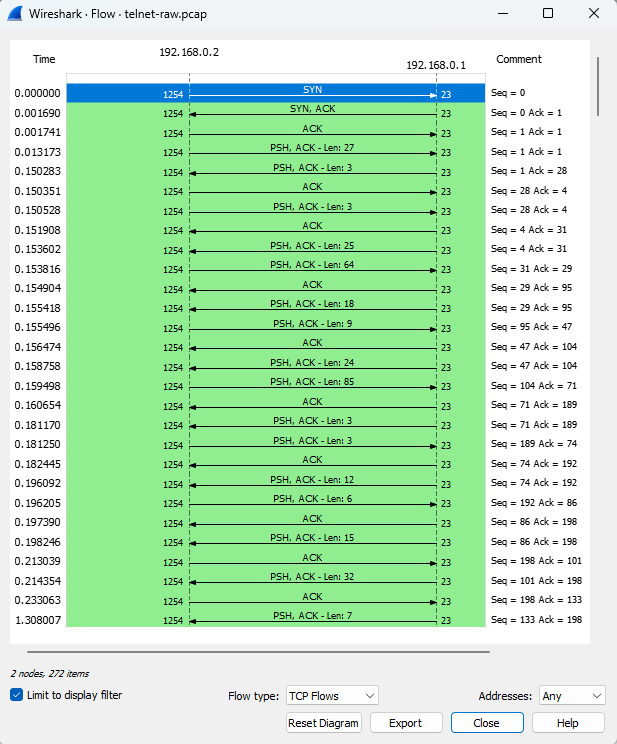 Wireshark · Flow · telnet-raw.pcap
Time 192.168.0.2 192.168.0.1 Comment
0.000000 1254 SYN 23 Seq = 0
0.001690 1254 SYN, ACK 23 Seq = 0 Ack = 1
0.001741 1254 ACK 23 Seq = 1 Ack = 1
0.013173 1254 PSH, ACK - Len: 27 23 Seq = 1 Ack = 1
0.150283 1254 PSH, ACK - Len: 3 23 Seq = 1 Ack = 28
0.150351 1254 ACK 23 Seq = 28 Ack = 4
0.150528 1254 PSH, ACK - Len: 3 23 Seq = 28 Ack = 4
0.151908 1254 ACK 23 Seq = 4 Ack = 31
0.153602 1254 PSH, ACK - Len: 25 23 Seq = 4 Ack = 31
0.153816 1254 PSH, ACK - Len: 64 23 Seq = 31 Ack = 29
0.154904 1254 ACK 23 Seq = 29 Ack = 95
0.155418 1254 PSH, ACK - Len: 18 23 Seq = 29 Ack = 95
0.155496 1254 PSH, ACK - Len: 9 23 Seq = 95 Ack = 47
0.156474 1254 ACK 23 Seq = 47 Ack = 104
0.158758 1254 PSH, ACK - Len: 24 23 Seq = 47 Ack = 104
0.159498 1254 PSH, ACK - Len: 85 23 Seq = 104 Ack = 71
0.160654 1254 ACK 23 Seq = 71 Ack = 189
0.181170 1254 PSH, ACK - Len: 3 23 Seq = 71 Ack = 189
0.181250 1254 PSH, ACK - Len: 3 23 Seq = 189 Ack = 74
0.182445 1254 ACK 23 Seq = 74 Ack = 192
0.196092 1254 PSH, ACK - Len: 12 23 Seq = 74 Ack = 192
0.196205 1254 PSH, ACK - Len: 6 23 Seq = 192 Ack = 86
0.197390 1254 ACK 23 Seq = 86 Ack = 198
0.198246 1254 PSH, ACK - Len: 15 23 Seq = 86 Ack = 198
0.213039 1254 ACK 23 Seq = 198 Ack = 101
0.214354 1254 PSH, ACK - Len: 32 23 Seq = 101 Ack = 198
0.233063 1254 ACK 23 Seq = 198 Ack = 133
1.308007 1254 PSH, ACK - Len: 7 23 Seq = 133 Ack = 198
2 nodes, 272 items
Limit to display filter Flow type: TCP Flows Addresses: Any
Reset Diagram Export Close Help